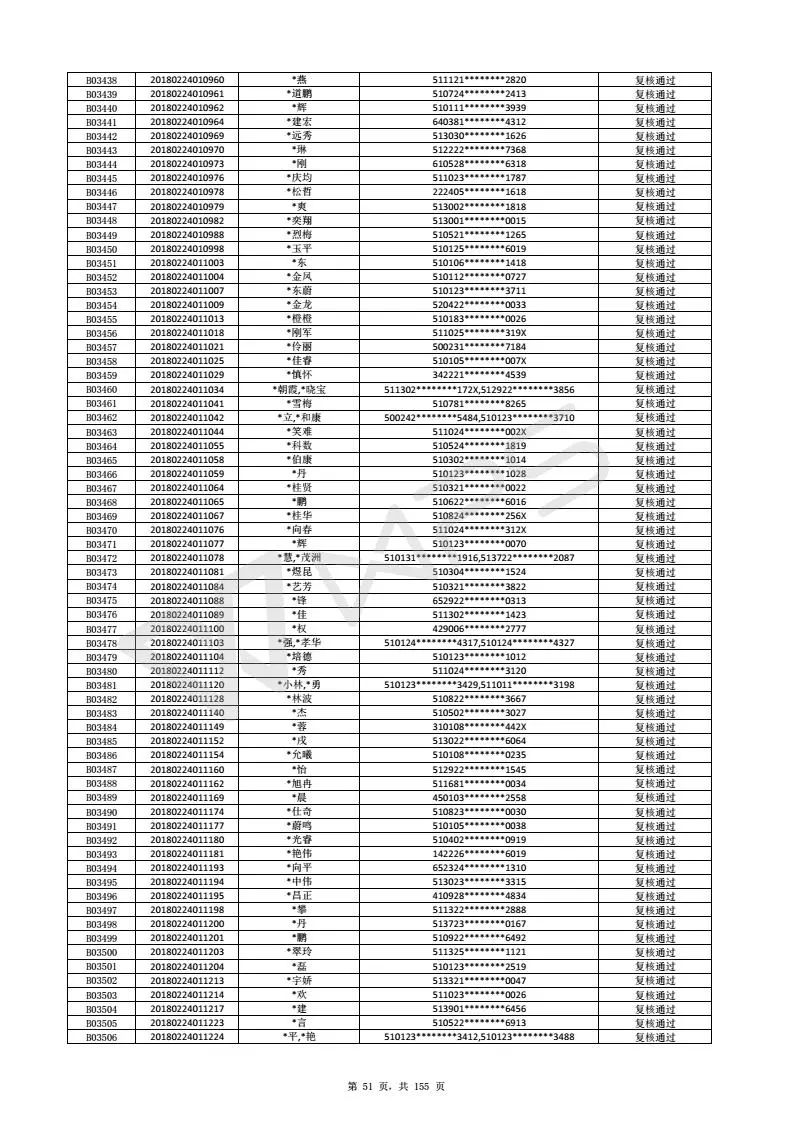 B03438 20180224010960 *燕 511121********2820 复核通过
B03439 20180224010961 *道鹏 510724********2413 复核通过
B03440 20180224010962 *辉 510111********3939 复核通过
B03441 20180224010964 *建宏 640381********4312 复核通过
B03442 20180224010969 *远秀 513030********1626 复核通过
B03443 20180224010970 *琳 512222********7368 复核通过
B03444 20180224010973 *刚 610528********6318 复核通过
B03445 20180224010976 *庆均 511023********1787 复核通过
B03446 20180224010978 *松哲 222405********1618 复核通过
B03447 20180224010979 *爽 513002********1818 复核通过
B03448 20180224010982 *奕翔 513001********0015 复核通过
B03449 20180224010988 *烈梅 510521********1265 复核通过
B03450 20180224010998 *玉平 510125********6019 复核通过
B03451 20180224011003 *东 510106********1418 复核通过
B03452 20180224011004 *金凤 510112********0727 复核通过
B03453 20180224011007 *东蔚 510123********3711 复核通过
B03454 20180224011009 *金龙 520422********0033 复核通过
B03455 20180224011013 *橙橙 510183********0026 复核通过
B03456 20180224011018 *刚军 511025********319X 复核通过
B03457 20180224011021 *伶丽 500231********7184 复核通过
B03458 20180224011025 *佳睿 510105********007X 复核通过
B03459 20180224011029 *慎怀 342221********4539 复核通过
B03460 20180224011034 *朝霞,*晓宝 511302********172X,512922********3856 复核通过
B03461 20180224011041 *雪梅 510781********8265 复核通过
B03462 20180224011042 *立,*和康 500242********5484,510123********3710 复核通过
B03463 20180224011044 *笑难 511024********002X 复核通过
B03464 20180224011055 *科数 510524********1819 复核通过
B03465 20180224011058 *伯康 510302********1014 复核通过
B03466 20180224011059 *丹 510123********1028 复核通过
B03467 20180224011064 *桂贤 510321********0022 复核通过
B03468 20180224011065 *鹏 510622********6016 复核通过
B03469 20180224011067 *桂华 510824********256X 复核通过
B03470 20180224011076 *向春 511024********312X 复核通过
B03471 20180224011077 *辉 510123********0070 复核通过
B03472 20180224011078 *慧,*茂洲 510131********1916,513722********2087 复核通过
B03473 20180224011081 *煜昆 510304********1524 复核通过
B03474 20180224011084 *艺芳 510321********3822 复核通过
B03475 20180224011088 *锋 652922********0313 复核通过
B03476 20180224011089 *佳 511302********1423 复核通过
B03477 20180224011100 *权 429006********2777 复核通过
B03478 20180224011103 *强,*孝华 510124********4317,510124********4327 复核通过
B03479 20180224011104 *培德 510123********1012 复核通过
B03480 20180224011112 *秀 511024********3120 复核通过
B03481 20180224011120 *小林,*勇 510123********3429,511011********3198 复核通过
B03482 20180224011128 *林波 510822********3667 复核通过
B03483 20180224011140 *杰 510502********3027 复核通过
B03484 20180224011149 *蓉 310108********442X 复核通过
B03485 20180224011152 *戌 513022********6064 复核通过
B03486 20180224011154 *允曦 510108********0235 复核通过
B03487 20180224011160 *怡 512922********1545 复核通过
B03488 20180224011162 *旭冉 511681********0034 复核通过
B03489 20180224011169 *晨 450103********2558 复核通过
B03490 20180224011174 *仕奇 510823********0030 复核通过
B03491 20180224011177 *蔚鸣 510105********0038 复核通过
B03492 20180224011180 *光睿 510402********0919 复核通过
B03493 20180224011181 *艳伟 142226********6019 复核通过
B03494 20180224011193 *向平 652324********1310 复核通过
B03495 20180224011194 *中伟 513023********3315 复核通过
B03496 20180224011195 *昌正 410928********4834 复核通过
B03497 20180224011198 *攀 511322********2888 复核通过
B03498 20180224011200 *丹 513723********0167 复核通过
B03499 20180224011201 *鹏 510922********6492 复核通过
B03500 20180224011203 *翠玲 511325********1121 复核通过
B03501 20180224011204 *磊 510123********2519 复核通过
B03502 20180224011213 *宇娇 513321********0047 复核通过
B03503 20180224011214 *欢 511023********0026 复核通过
B03504 20180224011217 *建 513901********6456 复核通过
B03505 20180224011223 *言 510522********6913 复核通过
B03506 20180224011224 *平,*艳 510123********3412,510123********3488 复核通过
第 51 页，共 155 页